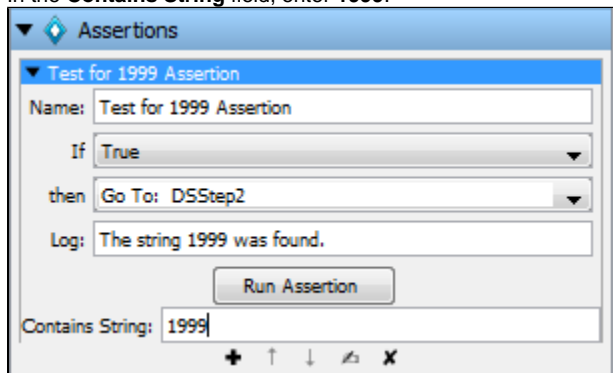 In the Contains String field, enter 1999.
Assertions
Test for 1999 Assertion
Name: Test for 1999 Assertion
If True
then Go To: DSStep2
Log: The string 1999 was found.
Run Assertion
Contains String: 1999